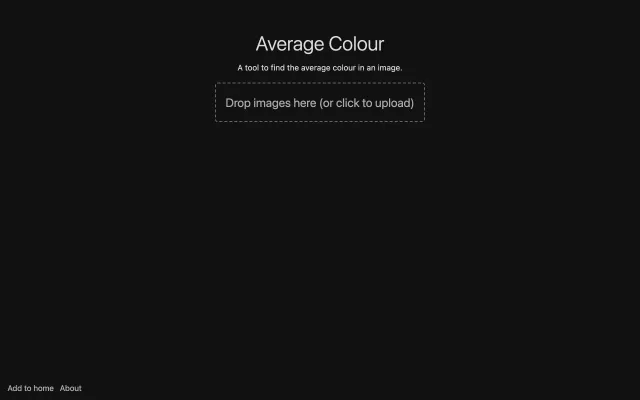 Average Colour
A tool to find the average colour in an image.
Drop images here (or click to upload)
Add to home About